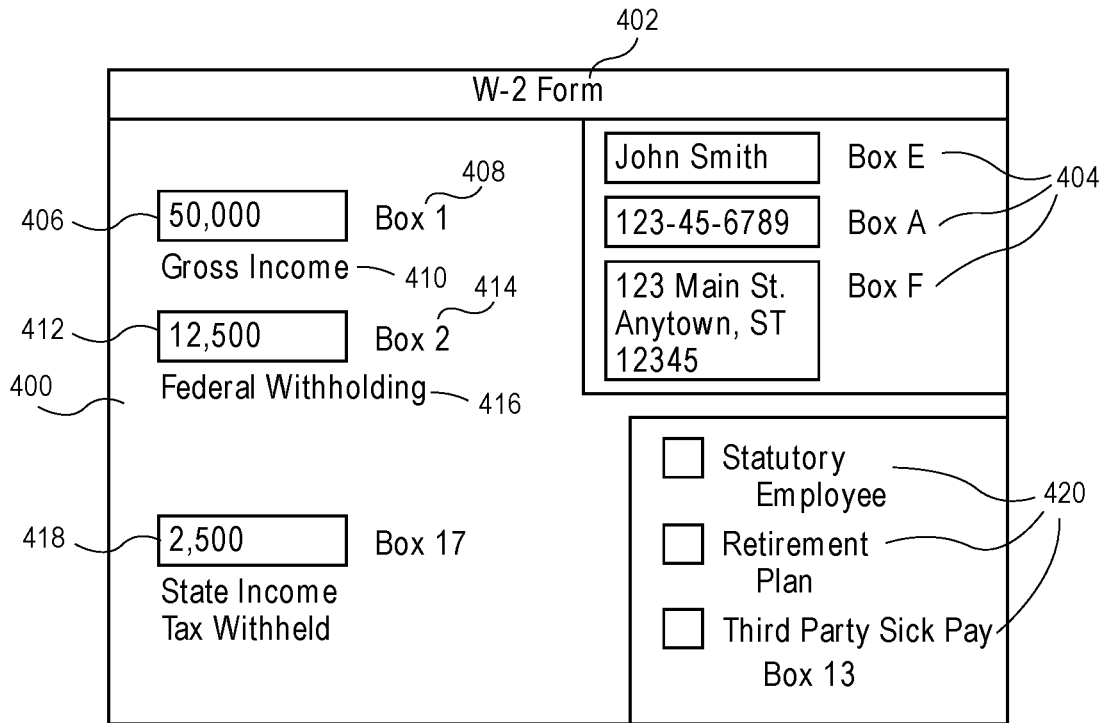 402
W-2 Form
408
406
50,000
Box 1
Gross Income
410
414
412
12,500
Box 2
400
Federal Withholding
416
418
2,500
Box 17
State Income
Tax Withheld
John Smith
Box E
404
123-45-6789
Box A
123 Main St.
Anytown, ST
12345
Box F
Statutory
Employee
420
Retirement
Plan
Third Party Sick Pay
Box 13